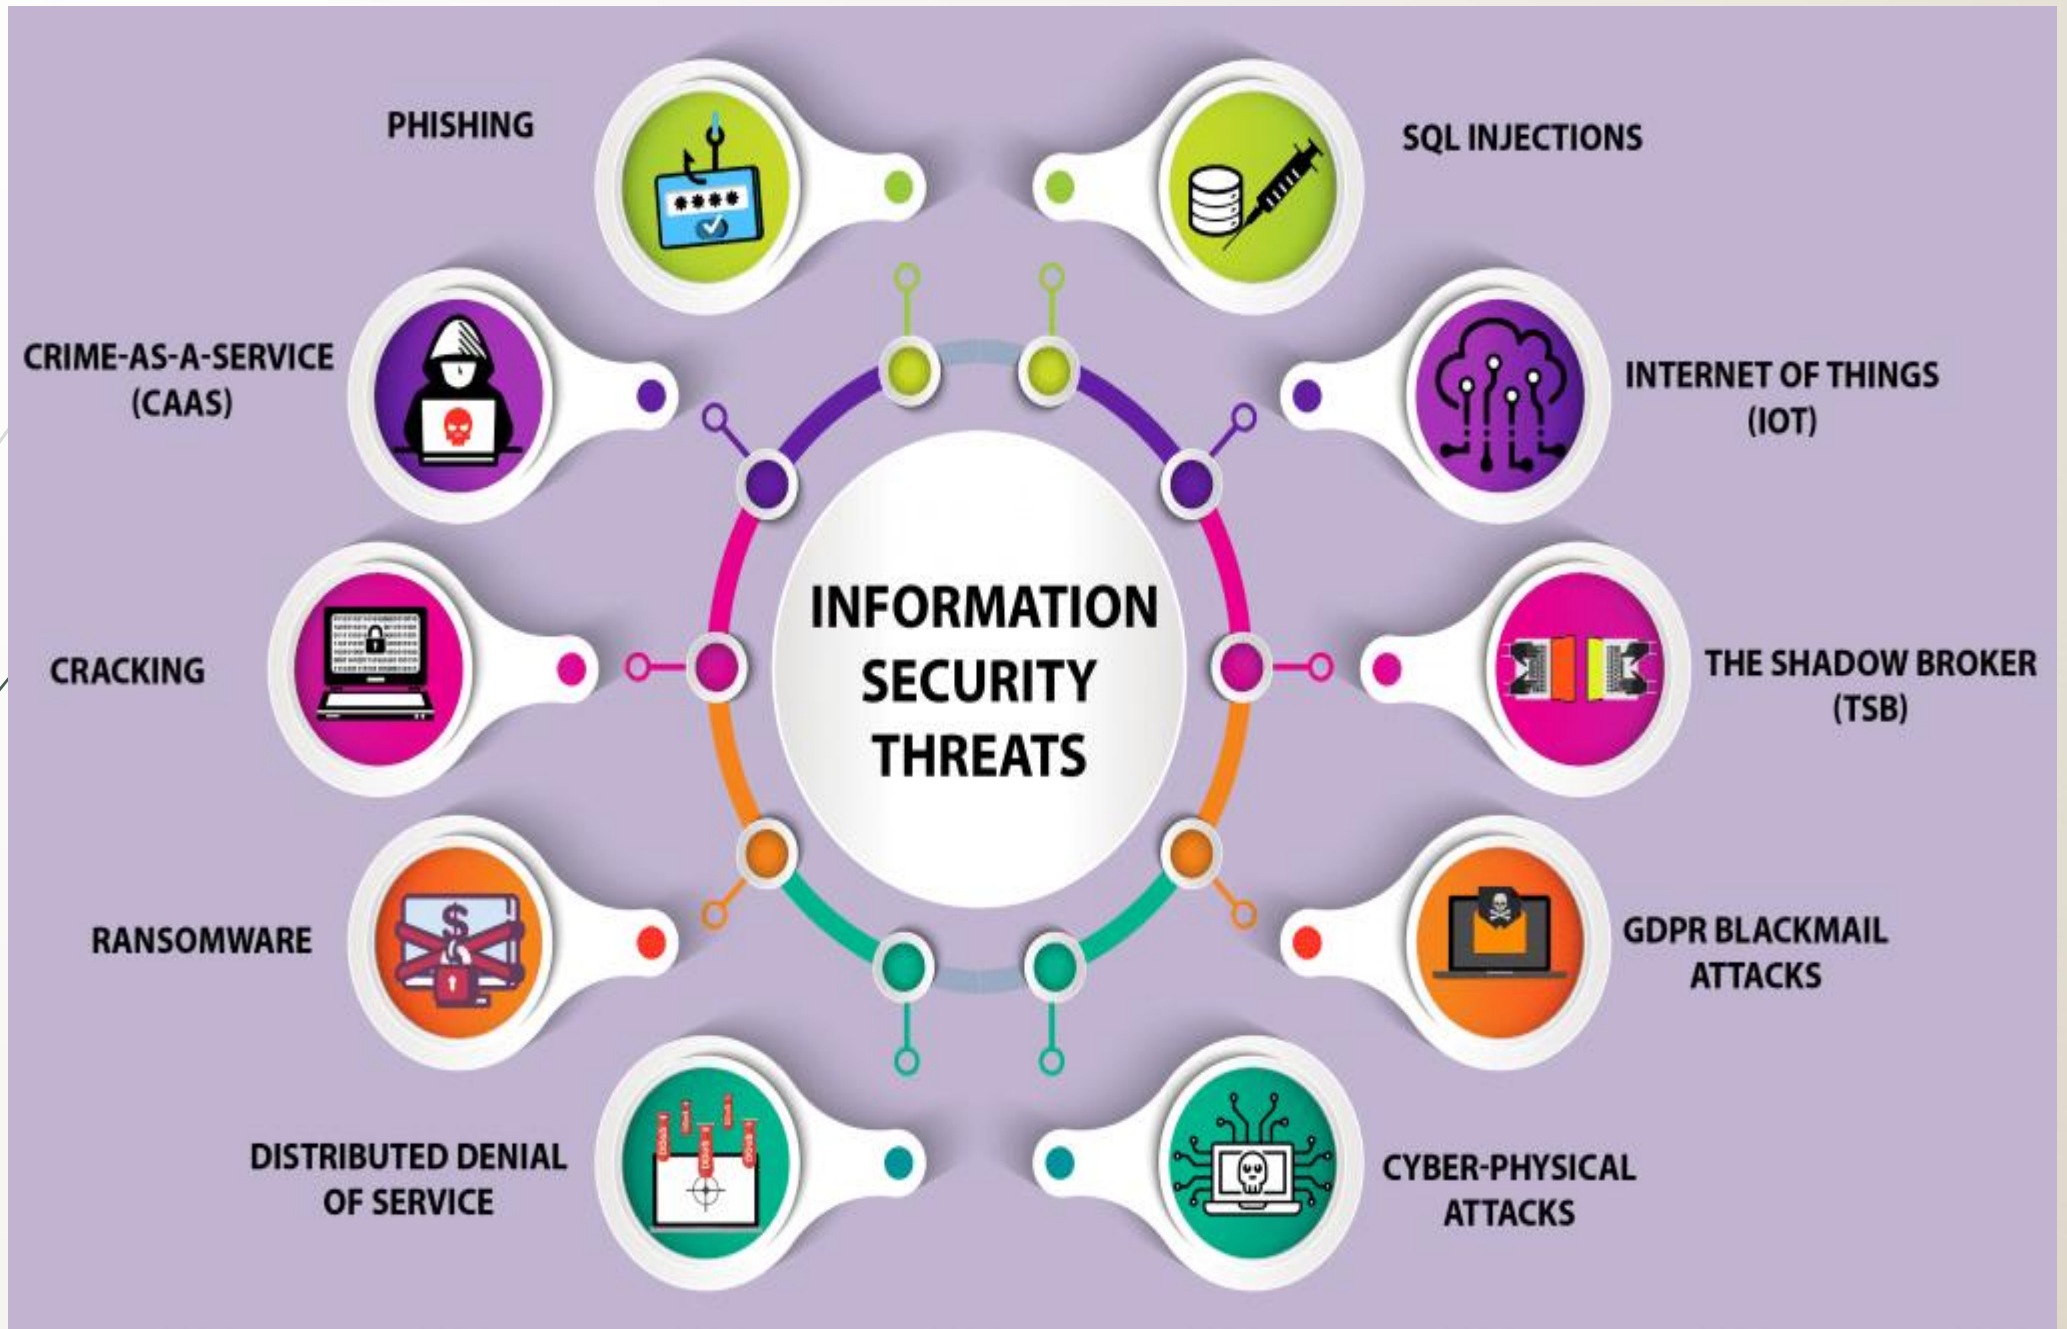 PHISHING
SQL INJECTIONS
CRIME-AS-A-SERVICE
(CAAS)
INTERNET OF THINGS
(IOT)
INFORMATION
SECURITY
THREATS
CRACKING
THE SHADOW BROKER
(TSB)
RANSOMWARE
GDPR BLACKMAIL
ATTACKS
DISTRIBUTED DENIAL
OF SERVICE
CYBER-PHYSICAL
ATTACKS